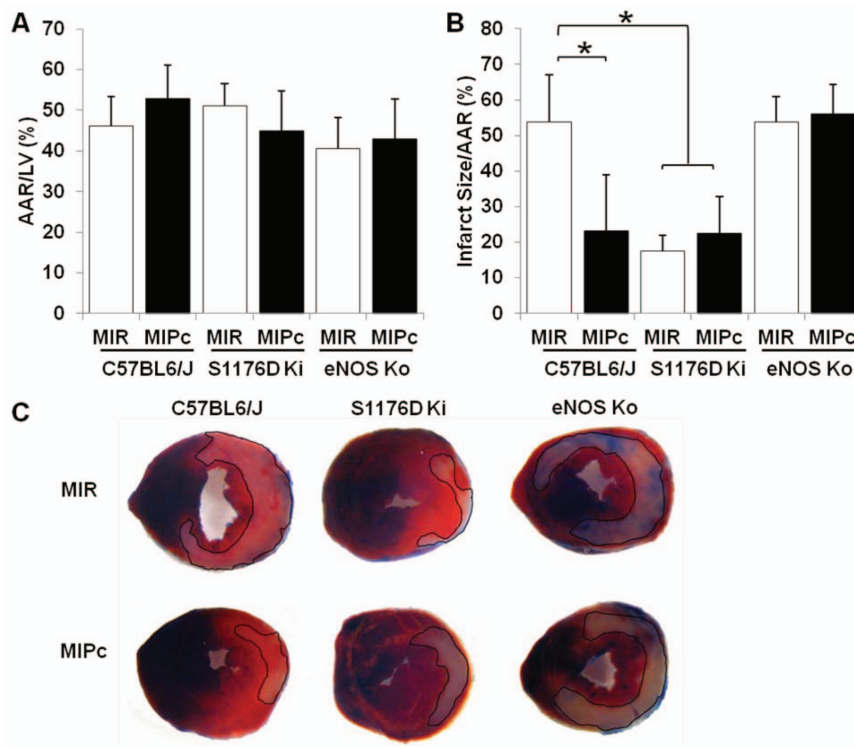 A
AAR/LV (%)
70
60
50
40
30
20
10
0
MIR MIPc MIR MIPc MIR MIPc
C57BL6/J S1176D Ki eNOS Ko
B
Infarct Size/AAR (%)
80
70
60
50
40
30
20
10
0
*
*
MIR MIPc MIR MIPc MIR MIPc
C57BL6/J S1176D Ki eNOS Ko
C
C57BL6/J S1176D Ki eNOS Ko
MIR
MIPc